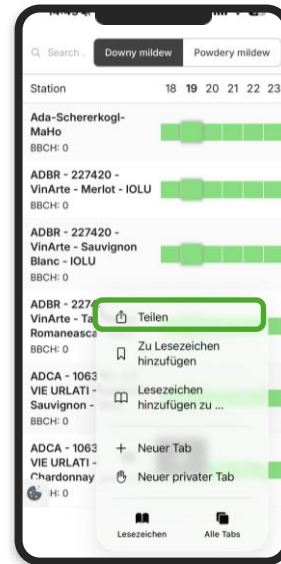 Search .
Downy mildew
Powdery mildew
Station 18 19 20 21 22 23
Ada-Schererkogl-
MaHo
BBCH: 0
ADBR - 227420 -
VinArte - Merlot - IOLU
BBCH: 0
ADBR - 227420 -
VinArte - Sauvignon
Blanc - IOLU
BBCH: 0
ADBR - 2274
VinArte - Ta
Romaneasca
BBCH: 0
ADCA - 1063
VIE URLATI -
Sauvignon -
BBCH: 0
ADCA - 1063
VIE URLATI -
Chardonnay
H: 0
Teilen
Zu Lesezeichen
hinzufügen
Lesezeichen
hinzufügen zu ...
Neuer Tab
Neuer privater Tab
Lesezeichen
Alle Tabs